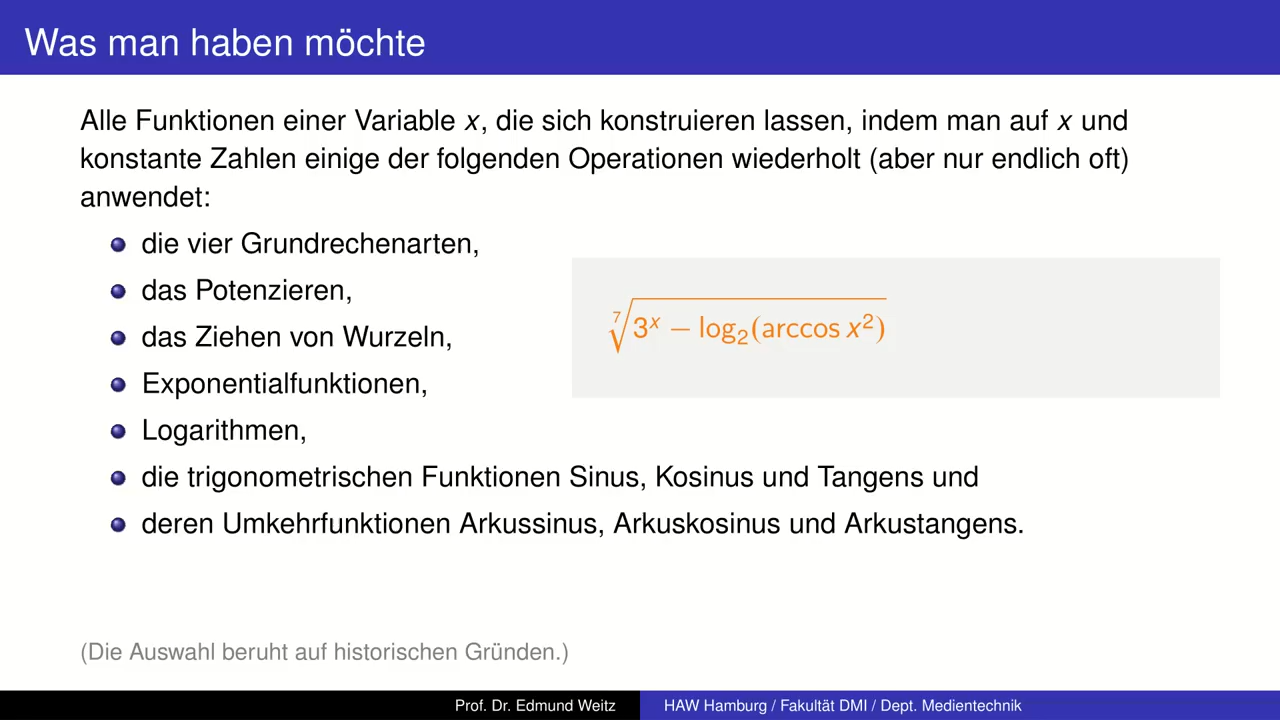 Was man haben möchte
Alle Funktionen einer Variable x, die sich konstruieren lassen, indem man auf x und
konstante Zahlen einige der folgenden Operationen wiederholt (aber nur endlich oft)
anwendet:
die vier Grundrechenarten,
das Potenzieren,
das Ziehen von Wurzeln,
Exponentialfunktionen,
Logarithmen,
die trigonometrischen Funktionen Sinus, Kosinus und Tangens und
deren Umkehrfunktionen Arkussinus, Arkuskosinus und Arkustangens.
⁷√(3ˣ − log₂(arccos x²))
(Die Auswahl beruht auf historischen Gründen.)
Prof. Dr. Edmund Weitz
HAW Hamburg / Fakultät DMI / Dept. Medientechnik